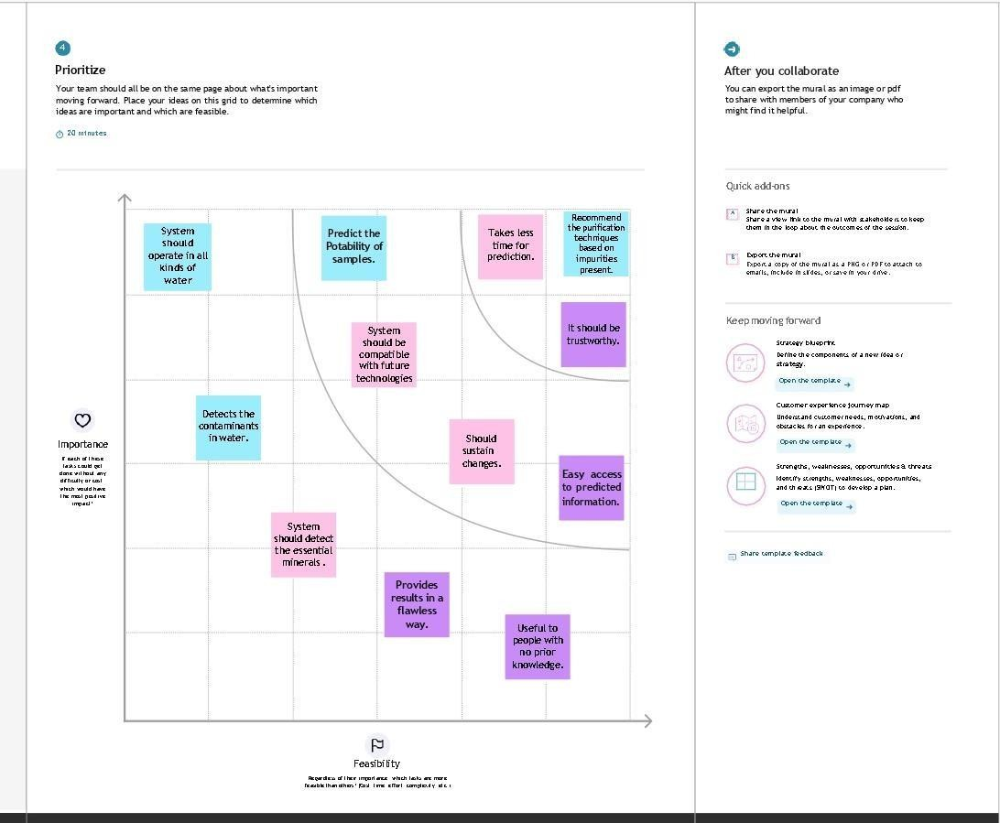 4
Prioritize
Your team should all be on the same page about what's important
moving forward. Place your ideas on this grid to determine which
ideas are important and which are feasible.
20 minutes
System
should
operate in all
kinds of
water
Predict the
Potability of
samples.
Takes less
time for
prediction.
Recommend
the purification
techniques
based on
impurities
present.
It should be
trustworthy.
System
should be
compatible
with future
technologies
Detects the
contaminants
in water.
Should
sustain
changes.
Easy access
to predicted
information.
System
should detect
the essential
minerals .
Provides
results in a
flawless
way.
Useful to
people with
no prior
knowledge.
Importance
If each of these
tasks could get
done without any
difficulty or cost
which would have
the most positive
impact?
Feasibility
Regardless of their importance which tasks are more
feasible than others? (Cost time effort complexity etc.)
After you collaborate
You can export the mural as an image or pdf
to share with members of your company who
might find it helpful.
Quick add-ons
A
Share the mural
Share a view link to the mural with stakeholders to keep
them in the loop about the outcomes of the session.
B
Export the mural
Export a copy of the mural as a PNG or PDF to attach to
emails, include in slides, or save in your drive.
Keep moving forward
Strategy blueprint
Define the components of a new idea or
strategy.
Open the template
Customer experience journey map
Understand customer needs, motivations, and
obstacles for an experience.
Open the template
Strengths, weaknesses, opportunities & threats
Identify strengths, weaknesses, opportunities,
and threats (SWOT) to develop a plan.
Open the template
Share template feedback